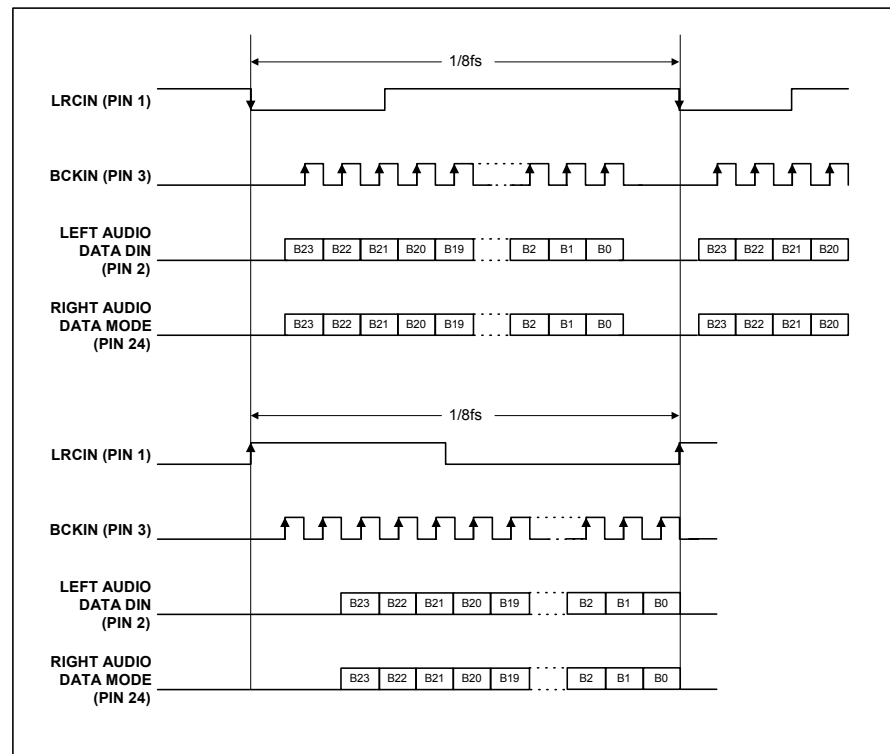 1/8fs
LRCIN (PIN 1)
BCKIN (PIN 3)
LEFT AUDIO
DATA DIN
(PIN 2)
B23 B22 B21 B20 B19 B2 B1 B0 B23 B22 B21 B20
RIGHT AUDIO
DATA MODE
(PIN 24)
B23 B22 B21 B20 B19 B2 B1 B0 B23 B22 B21 B20
1/8fs
LRCIN (PIN 1)
BCKIN (PIN 3)
LEFT AUDIO
DATA DIN
(PIN 2)
B23 B22 B21 B20 B19 B2 B1 B0
RIGHT AUDIO
DATA MODE
(PIN 24)
B23 B22 B21 B20 B19 B2 B1 B0